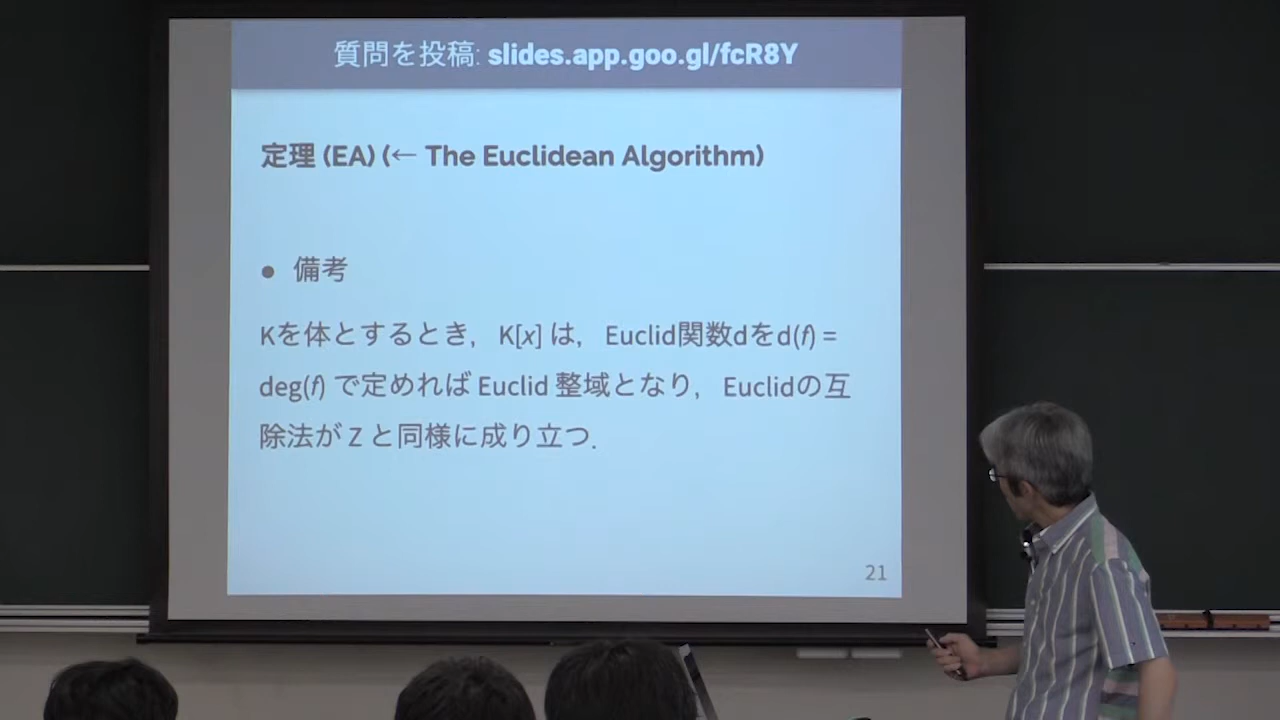 質問を投稿: slides.app.goo.gl/fcR8Y
定理 (EA) (← The Euclidean Algorithm)
● 備考
Kを体とするとき，K[x] は，Euclid関数dをd(f) =
deg(f) で定めれば Euclid 整域となり，Euclidの互
除法が Z と同様に成り立つ．
21